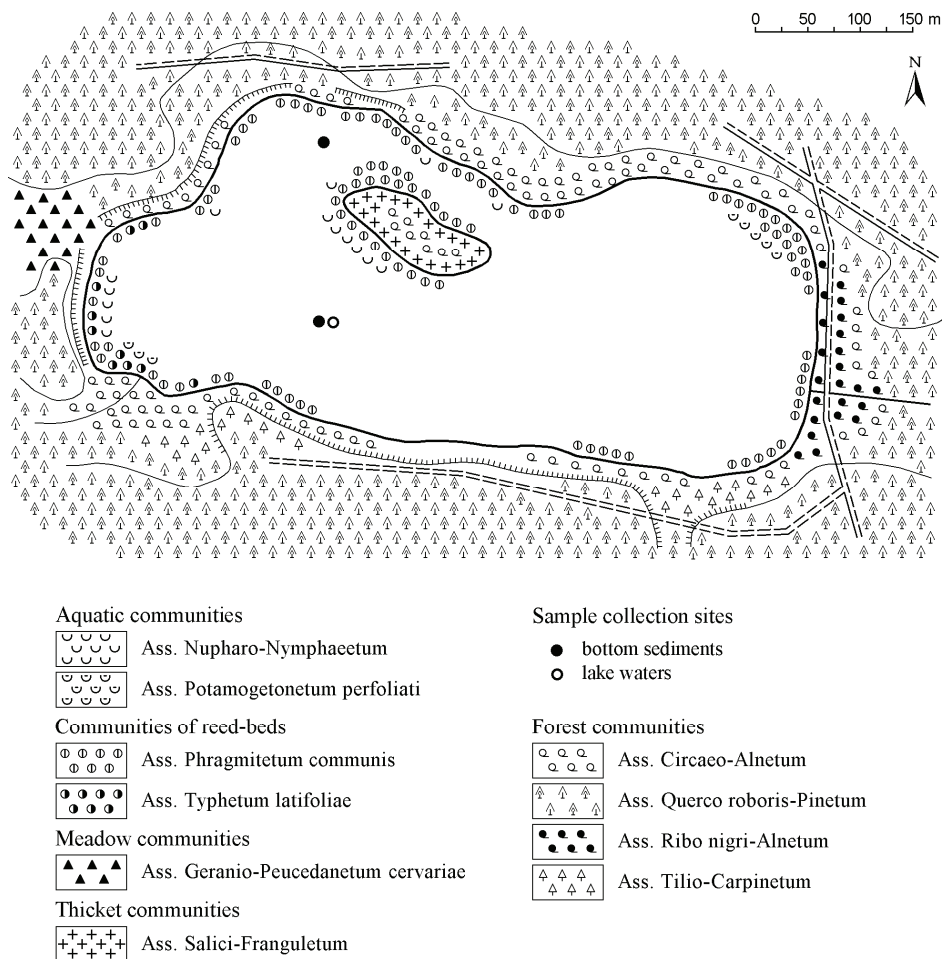 0 50 100 150 m
N
Aquatic communities
Ass. Nupharo-Nymphaeetum
Ass. Potamogetonetum perfoliati
Communities of reed-beds
Ass. Phragmitetum communis
Ass. Typhetum latifoliae
Meadow communities
Ass. Geranio-Peucedanetum cervariae
Thicket communities
Ass. Salici-Franguletum
Sample collection sites
bottom sediments
lake waters
Forest communities
Ass. Circaeo-Alnetum
Ass. Querco roboris-Pinetum
Ass. Ribo nigri-Alnetum
Ass. Tilio-Carpinetum